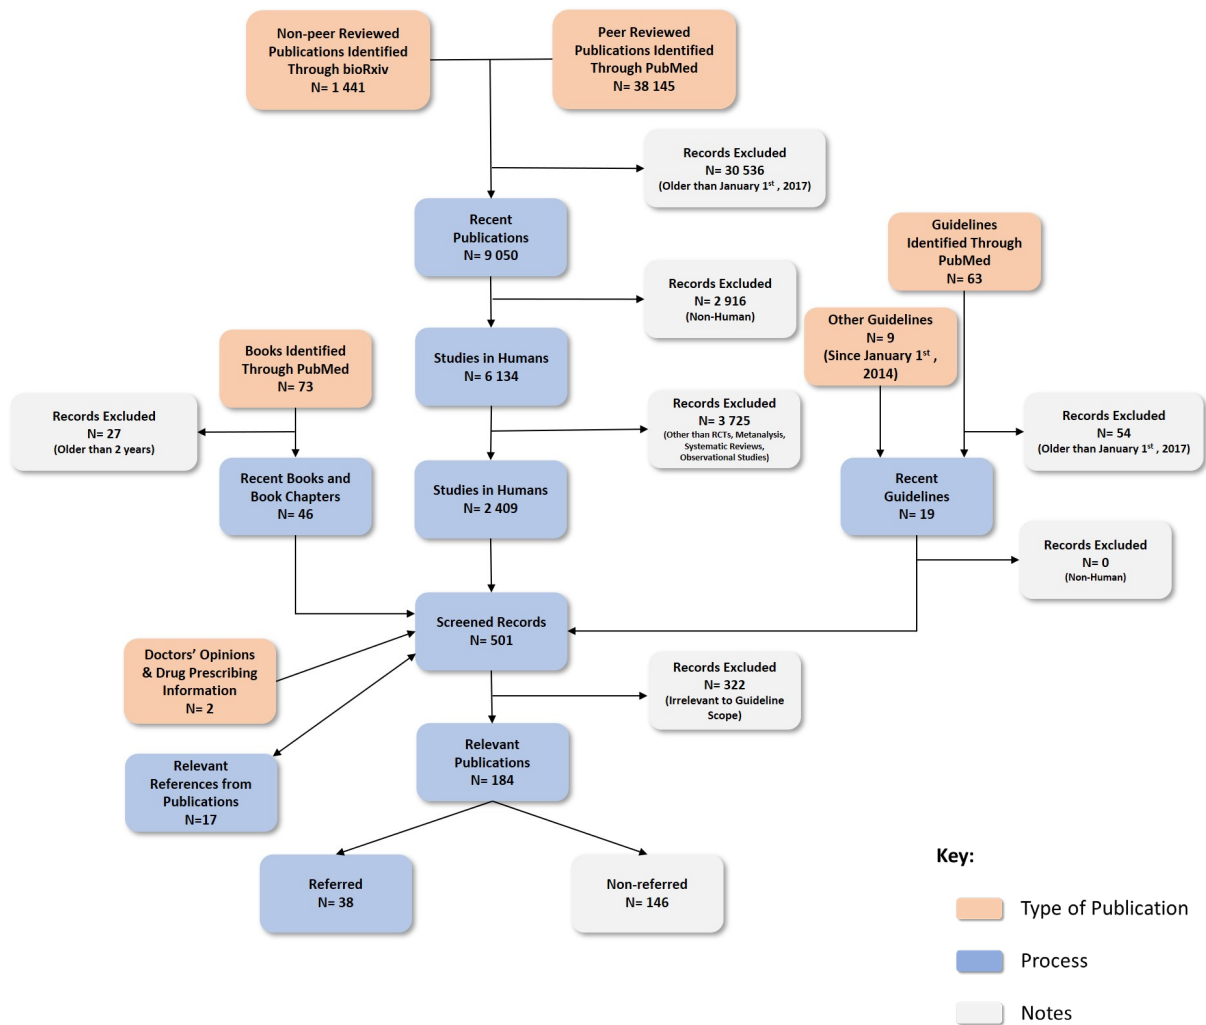 Non-peer Reviewed
Publications Identified
Through bioRxiv
N= 1 441
Peer Reviewed
Publications Identified
Through PubMed
N= 38 145
Records Excluded
N= 30 536
(Older than January 1st , 2017)
Recent
Publications
N= 9 050
Guidelines
Identified Through
PubMed
N= 63
Records Excluded
N= 2 916
(Non-Human)
Other Guidelines
N= 9
(Since January 1st ,
2014)
Books Identified
Through PubMed
N= 73
Studies in Humans
N= 6 134
Records Excluded
N= 27
(Older than 2 years)
Records Excluded
N= 3 725
(Other than RCTs, Metanalysis,
Systematic Reviews,
Observational Studies)
Records Excluded
N= 54
(Older than January 1st, 2017)
Recent Books and
Book Chapters
N= 46
Studies in Humans
N= 2 409
Recent
Guidelines
N= 19
Records Excluded
N= 0
(Non-Human)
Screened Records
N= 501
Doctors’ Opinions
& Drug Prescribing
Information
N= 2
Records Excluded
N= 322
(Irrelevant to Guideline
Scope)
Relevant
Publications
N= 184
Relevant
References from
Publications
N=17
Referred
N= 38
Non-referred
N= 146
Key:
Type of Publication
Process
Notes